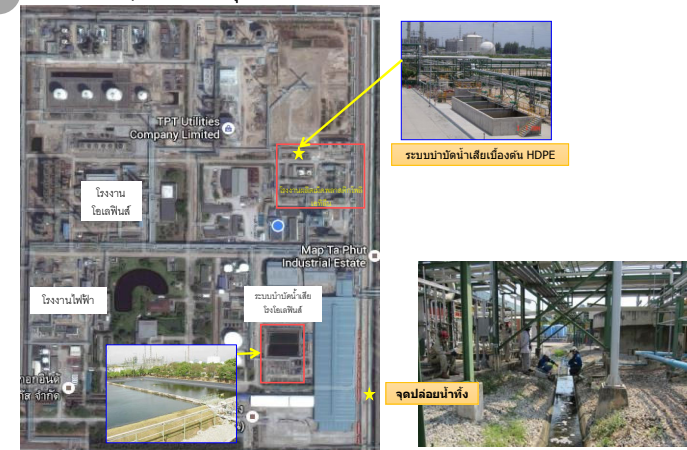 TPT Utilities
Company Limited
ระบบบำบัดน้ำเสียเบื้องต้น HDPE
โรงงาน
โอเลฟินส์
Map Ta Phut
Industrial Estate
โรงงานไฟฟ้า
ระบบบำบัดน้ำเสีย
โรงโอเลฟินส์
จุดปล่อยน้ำทิ้ง